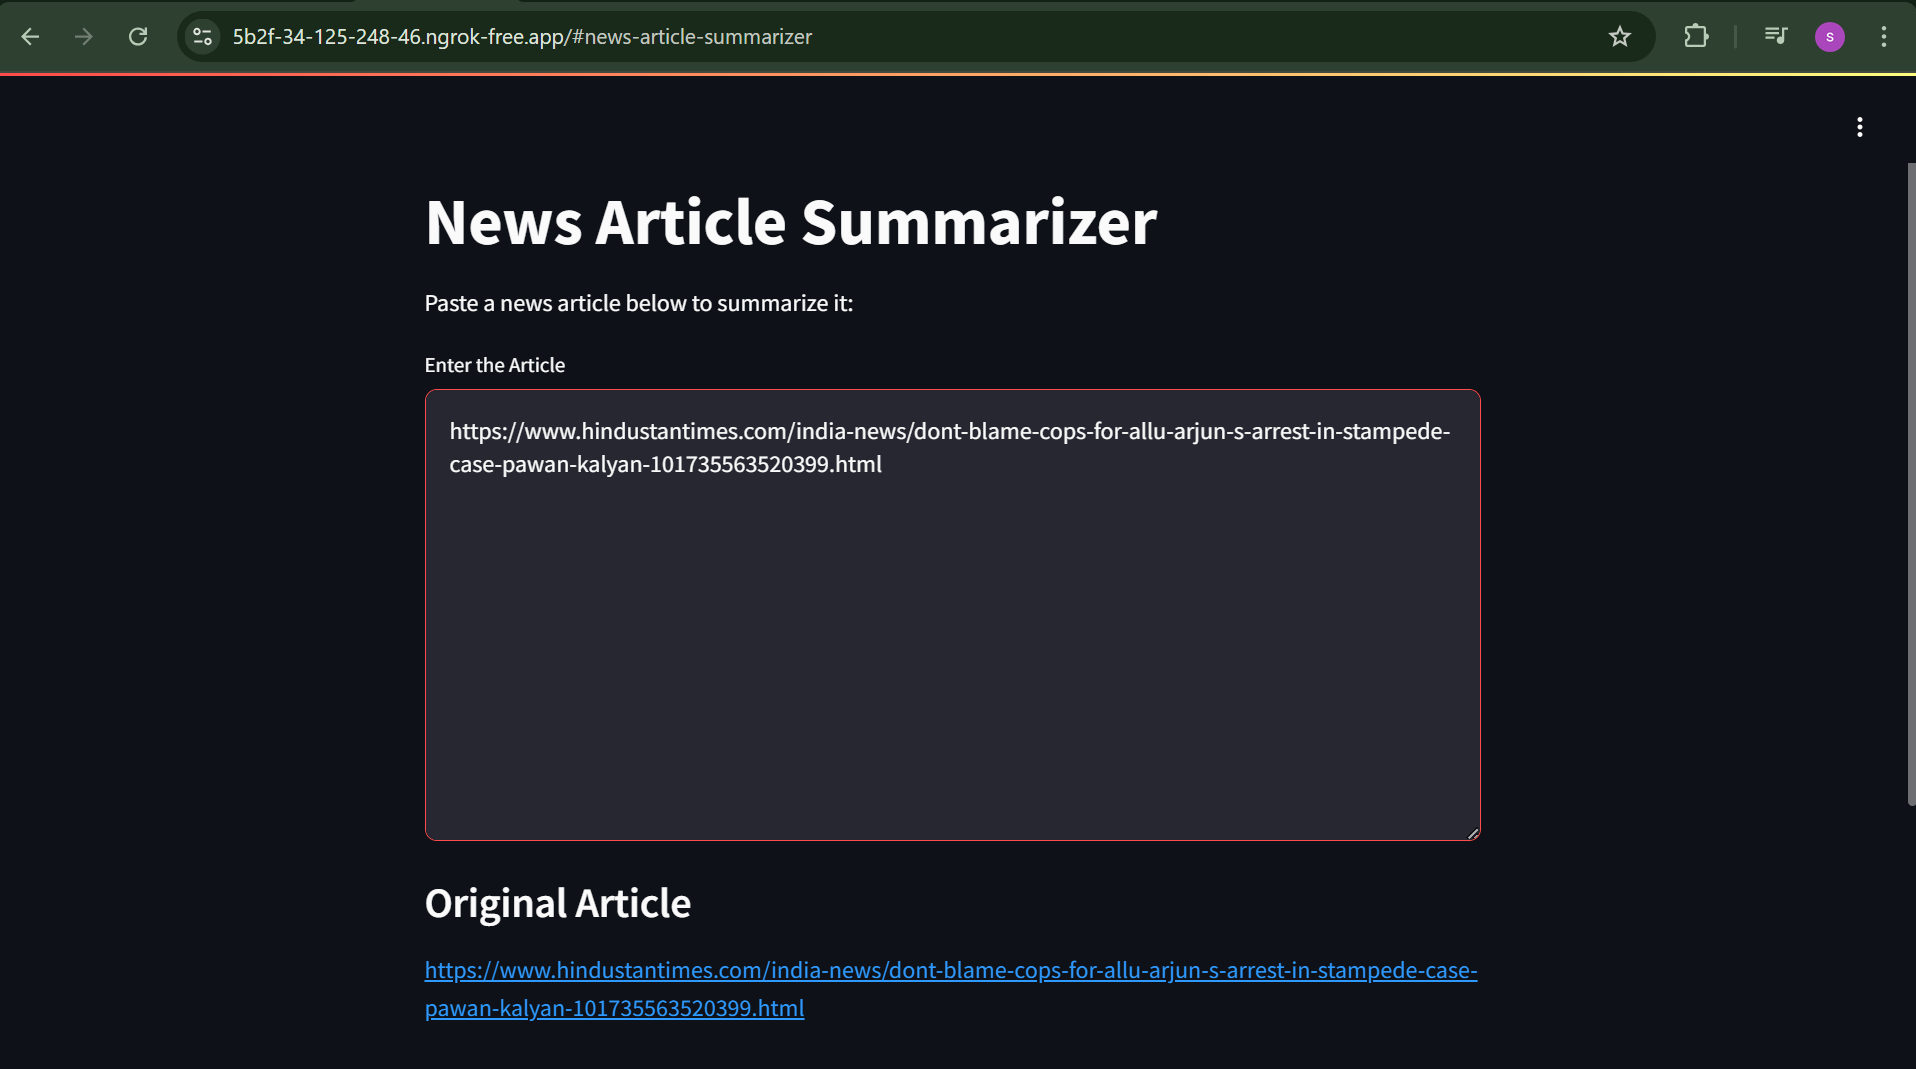 5b2f-34-125-248-46.ngrok-free.app/#news-article-summarizer
s
News Article Summarizer
Paste a news article below to summarize it:
Enter the Article
https://www.hindustantimes.com/india-news/dont-blame-cops-for-allu-arjun-s-arrest-in-stampede-
case-pawan-kalyan-101735563520399.html
Original Article
https://www.hindustantimes.com/india-news/dont-blame-cops-for-allu-arjun-s-arrest-in-stampede-case-
pawan-kalyan-101735563520399.html